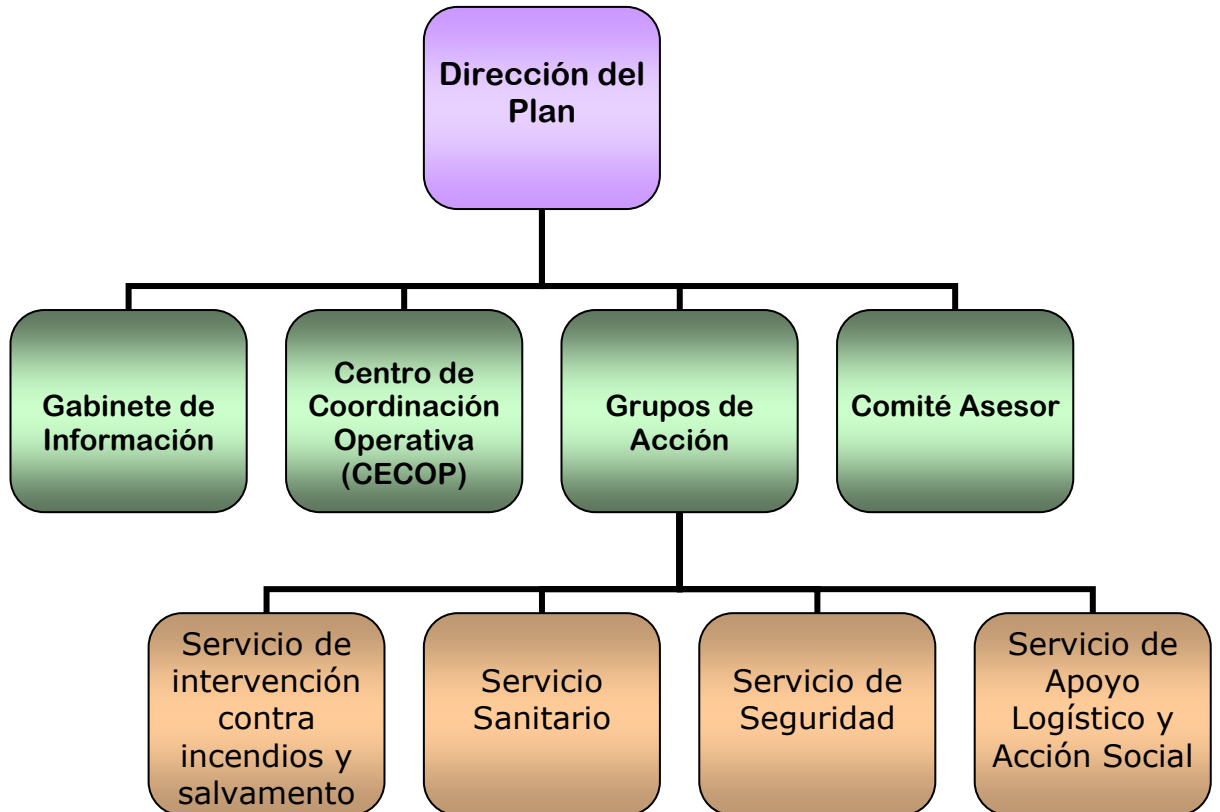 Dirección del
Plan
Gabinete de
Información
Centro de
Coordinación
Operativa
(CECOP)
Grupos de
Acción
Comité Asesor
Servicio de
intervención
contra
incendios y
salvamento
Servicio
Sanitario
Servicio de
Seguridad
Servicio de
Apoyo
Logístico y
Acción Social